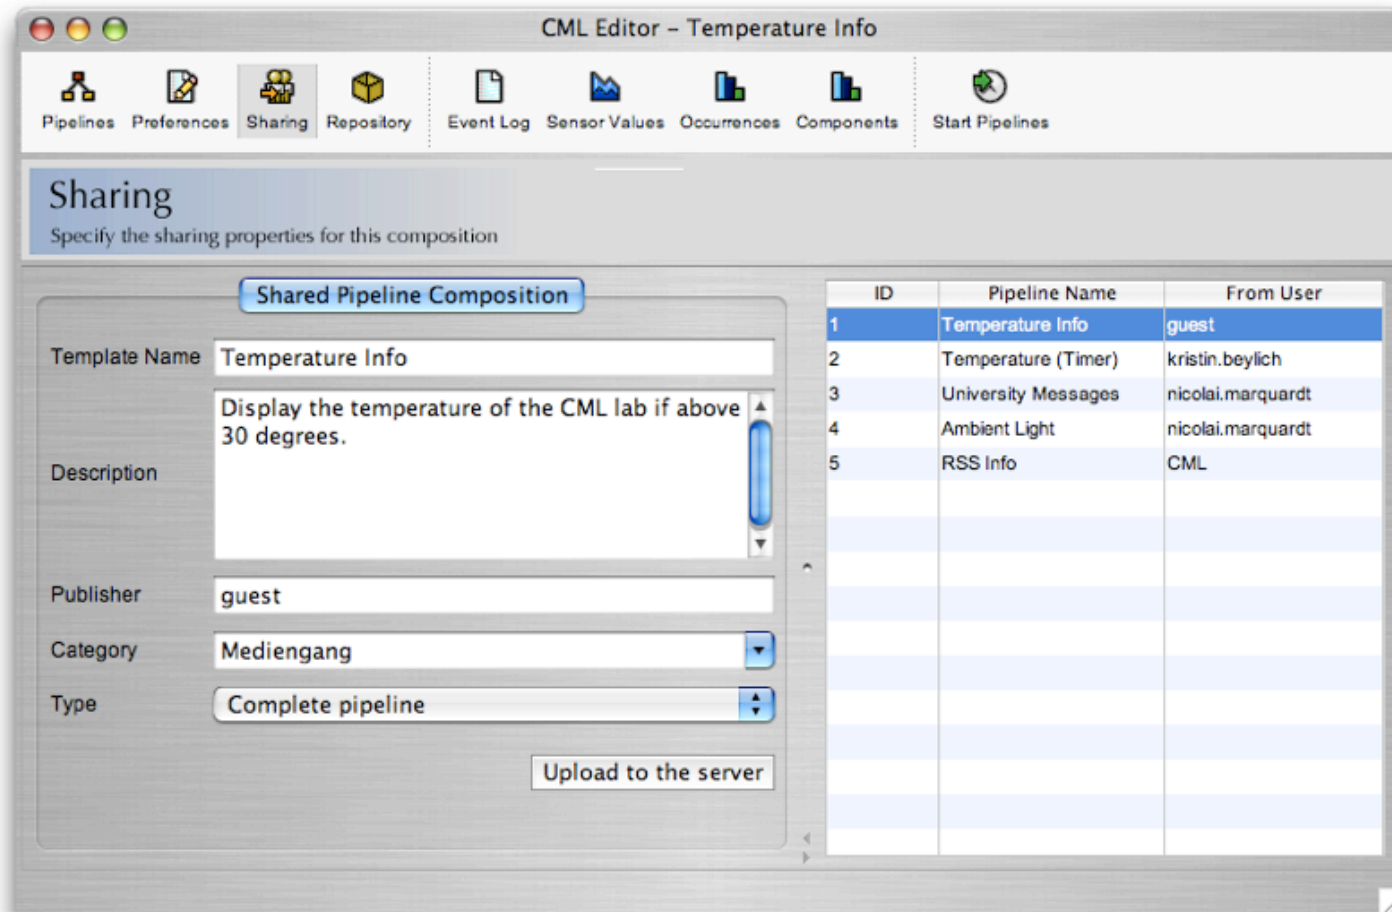 CML Editor – Temperature Info
Pipelines Preferences Sharing Repository Event Log Sensor Values Occurrences Components Start Pipelines
Sharing
Specify the sharing properties for this composition
Shared Pipeline Composition
Template Name Temperature Info
Description
Display the temperature of the CML lab if above
30 degrees.
Publisher guest
Category Mediengang
Type Complete pipeline
Upload to the server
ID Pipeline Name From User
1 Temperature Info guest
2 Temperature (Timer) kristin.beylich
3 University Messages nicolai.marquardt
4 Ambient Light nicolai.marquardt
5 RSS Info CML